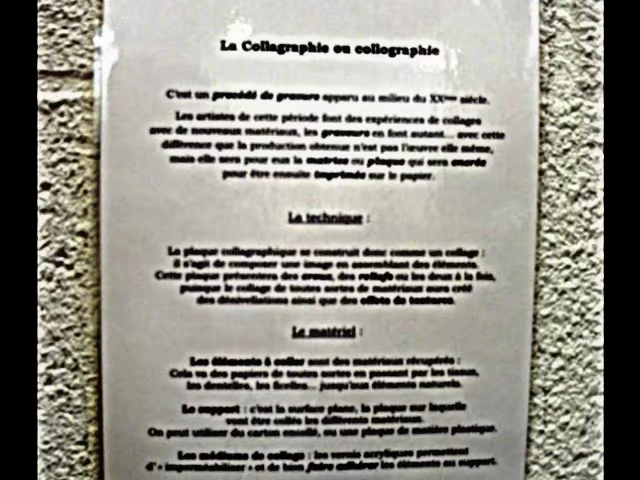 La Collagraphie ou collographie
C'est un procédé de gravure apparu au milieu du XXème siècle.
Les artistes de cette période font des expériences de collages
avec de nouveaux matériaux, les graveurs en font autant... avec cette
différence que la production obtenue n'est pas l'œuvre elle même,
mais elle sera pour eux la matrice ou plaque qui sera encrée
pour être ensuite imprimée sur le papier.
La technique :
La plaque collagraphique se construit donc comme un collage :
il s'agit de composer une image en assemblant des éléments.
Cette plaque présentera des creux, des reliefs ou les deux à la fois,
puisque le collage de toutes sortes de matériaux aura créé
des dénivellations ainsi que des effets de textures.
Le matériel :
Les éléments à coller sont des matériaux récupérés :
Cela va des papiers de toutes sortes en passant par les tissus,
les dentelles, les ficelles... jusqu'aux éléments naturels.
Le support : c'est la surface plane, la plaque sur laquelle
vont être collés les différents matériaux.
On peut utiliser du carton ondulé, ou une plaque de matière plastique.
Les médiums de collage : les vernis acryliques permettent
d'« imperméabiliser » et de bien faire adhérer les éléments au support.